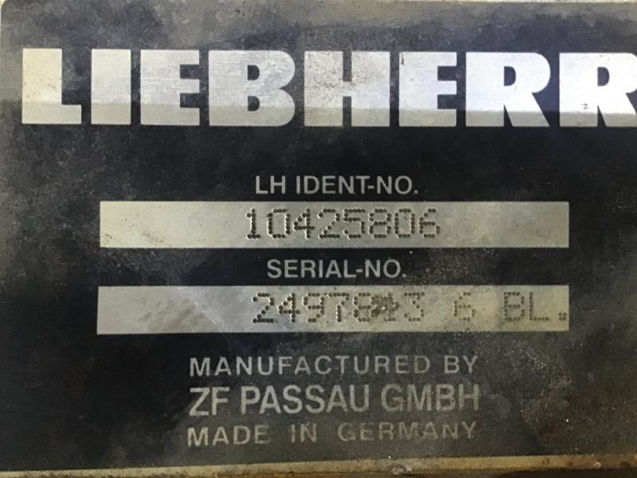 LIEBHERR
LH IDENT-NO.
10425806
SERIAL-NO.
6 BL.
MANUFACTURED BY
ZF PASSAU GMBH
MADE IN GERMANY